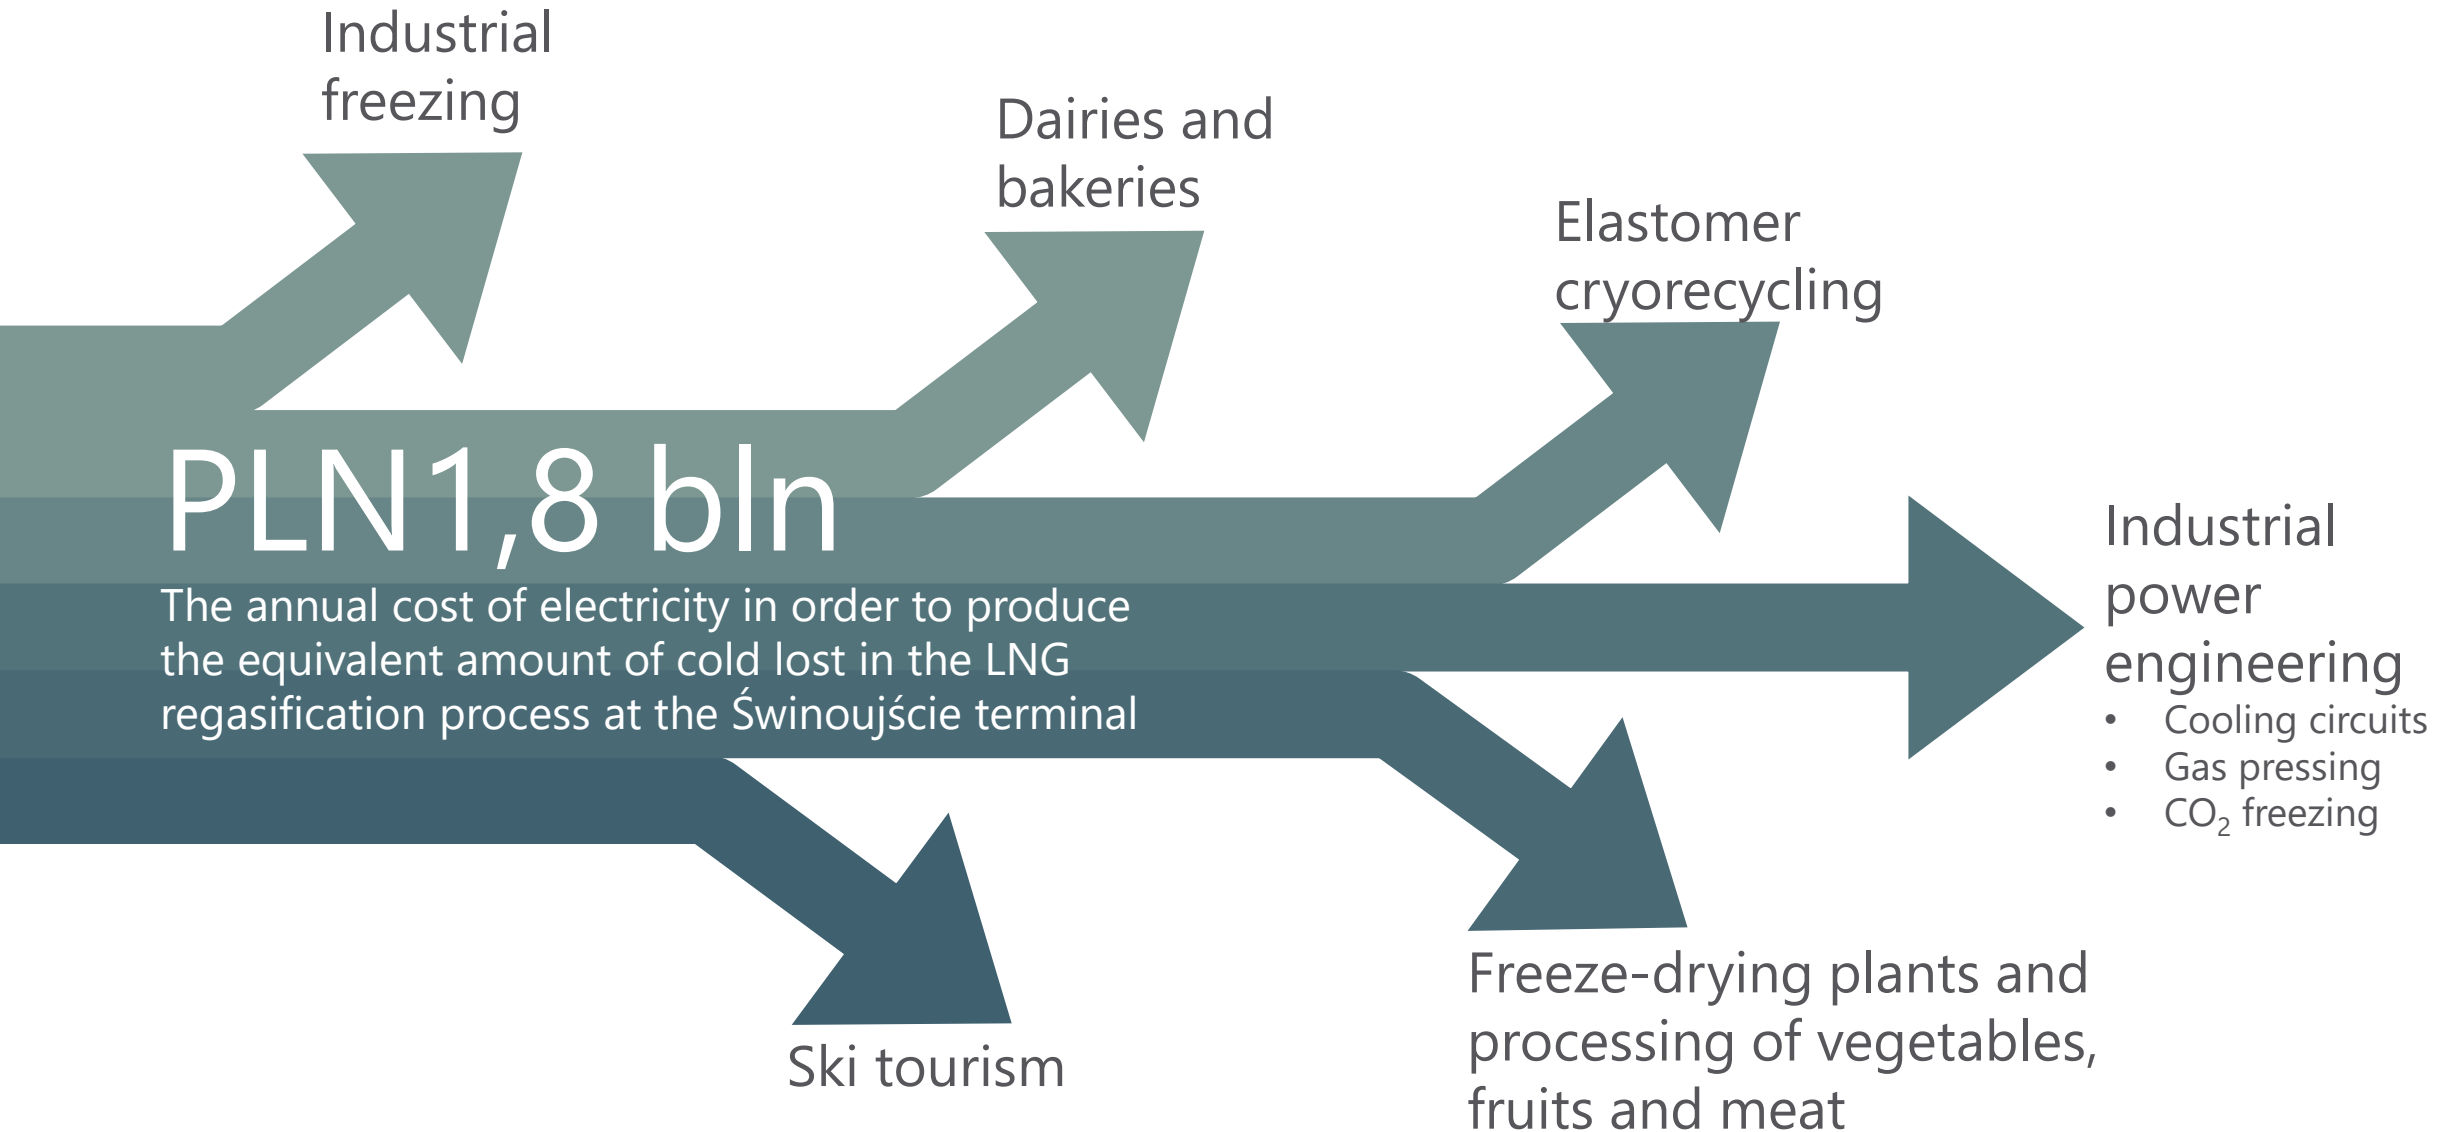 Industrial
freezing
Dairies and
bakeries
Elastomer
cryorecycling
PLN1,8 bln
The annual cost of electricity in order to produce
the equivalent amount of cold lost in the LNG
regasification process at the Świnoujście terminal
Industrial
power
engineering
• Cooling circuits
• Gas pressing
• CO₂ freezing
Freeze-drying plants and
processing of vegetables,
fruits and meat
Ski tourism